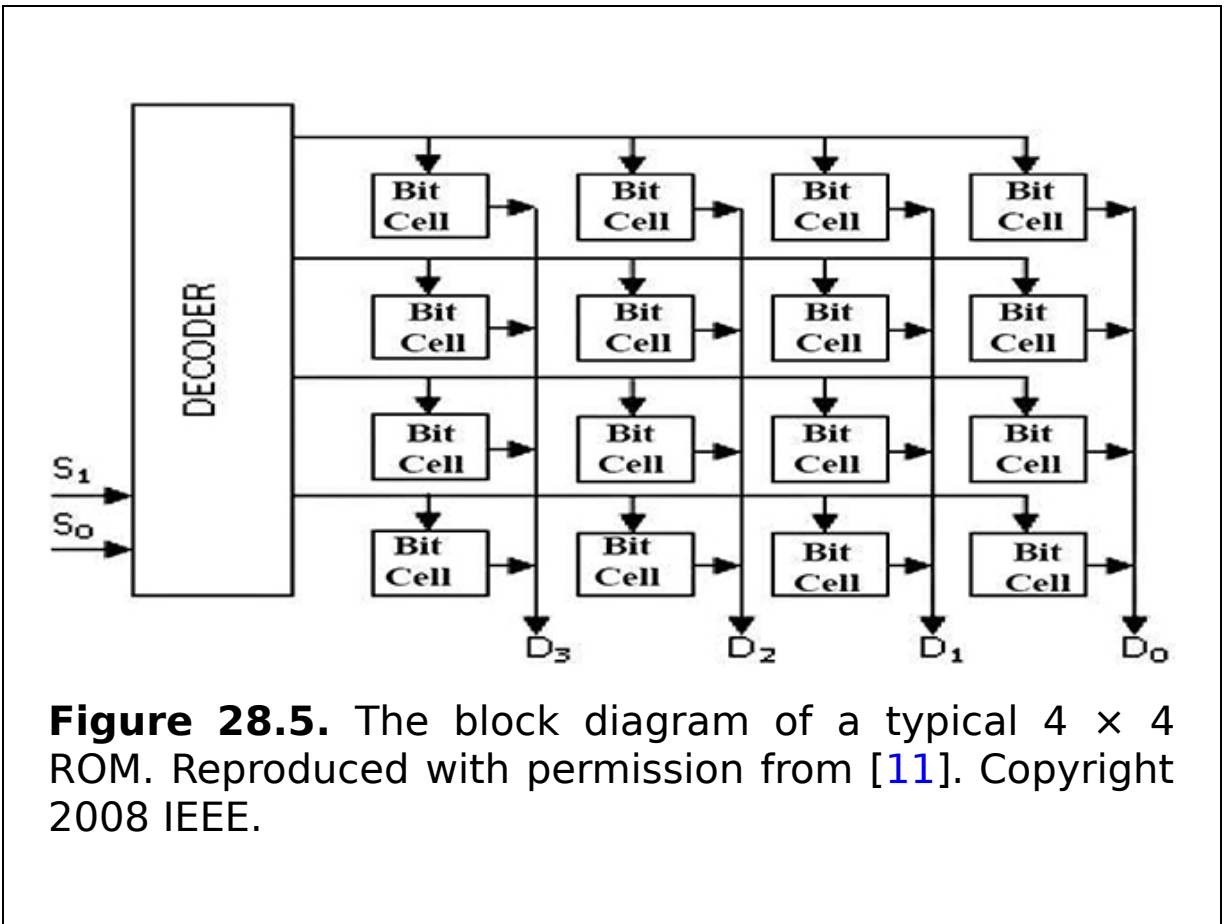 Bit Bit Bit Bit
Cell Cell Cell Cell
Bit Bit Bit Bit
Cell Cell Cell Cell
DECODER
Bit Bit Bit Bit
Cell Cell Cell Cell
S₁
S₀
Bit Bit Bit Bit
Cell Cell Cell Cell
D₃ D₂ D₁ D₀
Figure 28.5. The block diagram of a typical 4 × 4
ROM. Reproduced with permission from [11]. Copyright
2008 IEEE.